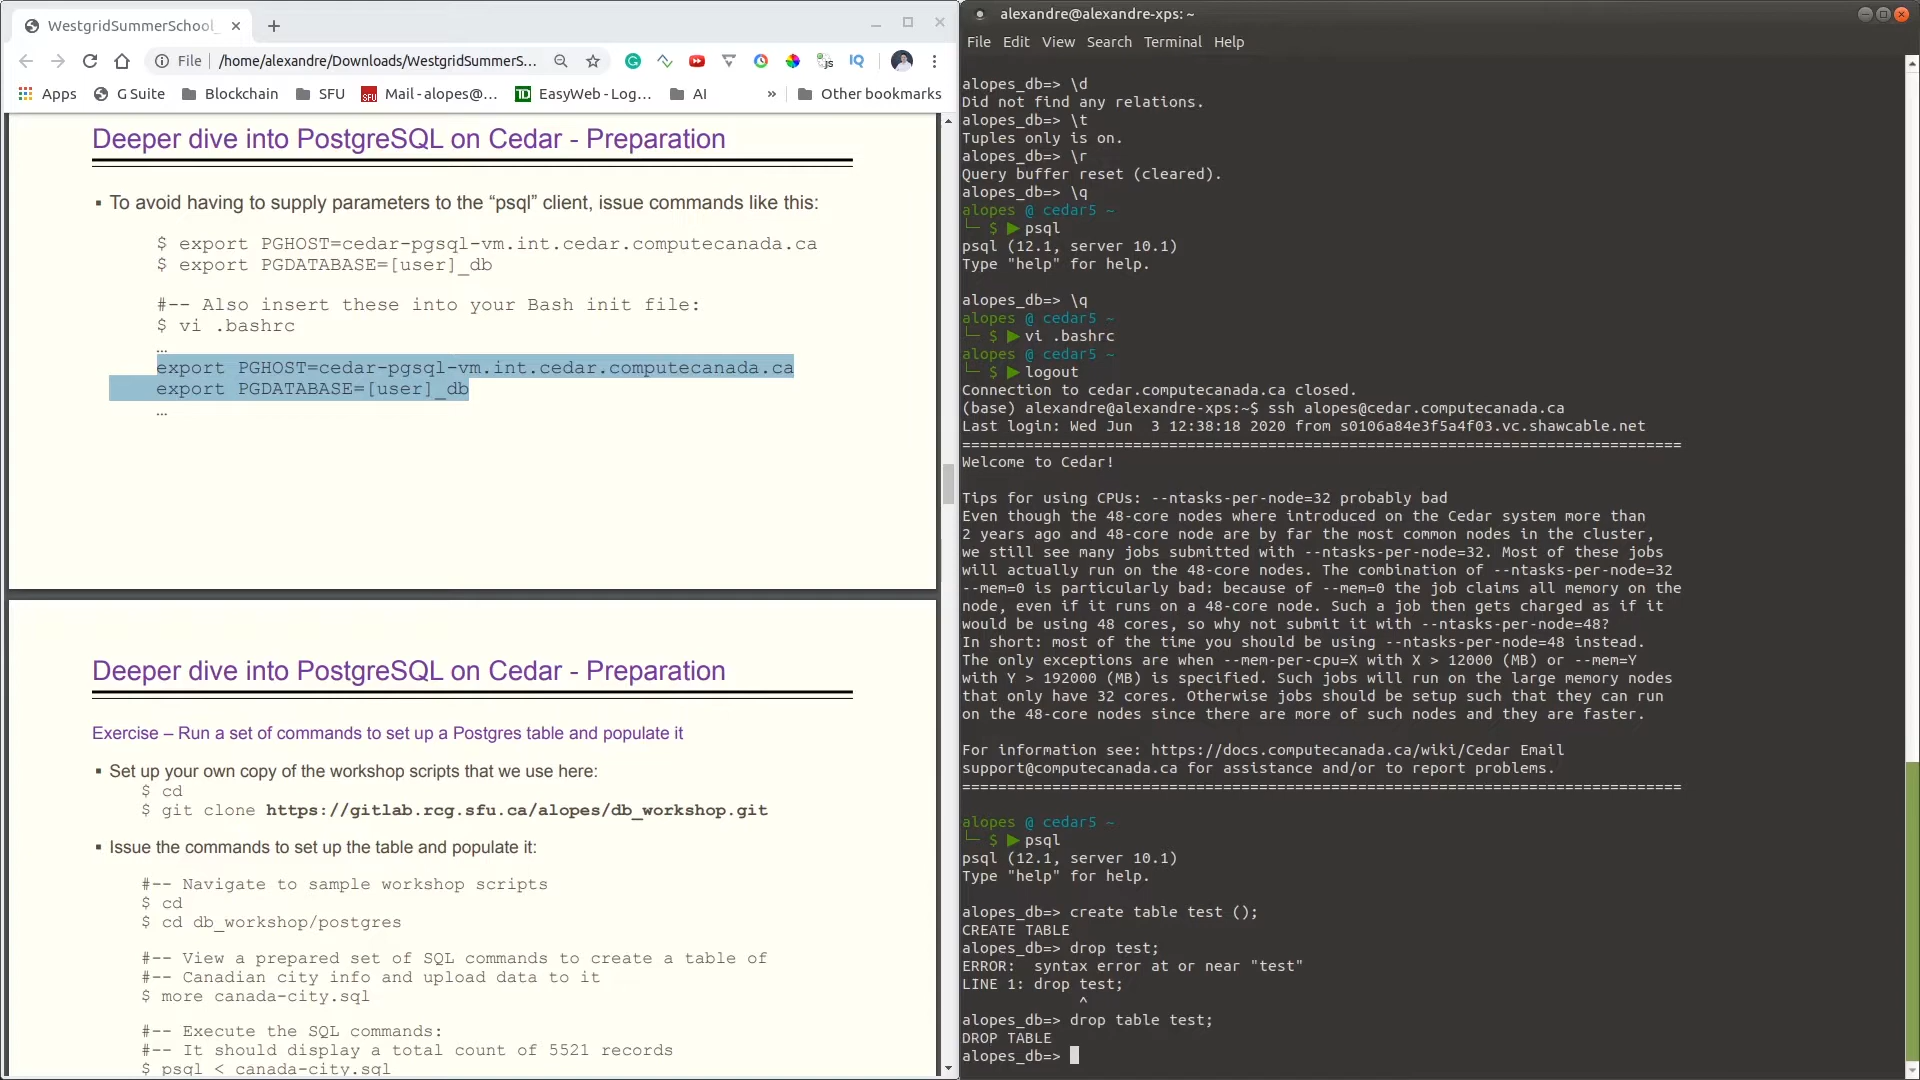 WestgridSummerSchool_
File
/home/alexandre/Downloads/WestgridSummerS...
Apps
G Suite
Blockchain
SFU
Mail - alopes@...
EasyWeb - Log...
AI
»
Other bookmarks
Deeper dive into PostgreSQL on Cedar - Preparation
▪ To avoid having to supply parameters to the “psql” client, issue commands like this:
$ export PGHOST=cedar-pgsql-vm.int.cedar.computecanada.ca
$ export PGDATABASE=[user]_db
#-- Also insert these into your Bash init file:
$ vi .bashrc
…
export PGHOST=cedar-pgsql-vm.int.cedar.computecanada.ca
export PGDATABASE=[user]_db
…
Deeper dive into PostgreSQL on Cedar - Preparation
Exercise – Run a set of commands to set up a Postgres table and populate it
▪ Set up your own copy of the workshop scripts that we use here:
$ cd
$ git clone https://gitlab.rcg.sfu.ca/alopes/db_workshop.git
▪ Issue the commands to set up the table and populate it:
#-- Navigate to sample workshop scripts
$ cd
$ cd db_workshop/postgres
#-- View a prepared set of SQL commands to create a table of
#-- Canadian city info and upload data to it
$ more canada-city.sql
#-- Execute the SQL commands:
#-- It should display a total count of 5521 records
$ psql < canada-city.sql
alexandre@alexandre-xps: ~
File Edit View Search Terminal Help
alopes_db=> \d
Did not find any relations.
alopes_db=> \t
Tuples only is on.
alopes_db=> \r
Query buffer reset (cleared).
alopes_db=> \q
alopes @ cedar5 ~
└─ $ ▶ psql
psql (12.1, server 10.1)
Type "help" for help.
alopes_db=> \q
alopes @ cedar5 ~
└─ $ ▶ vi .bashrc
alopes @ cedar5 ~
└─ $ ▶ logout
Connection to cedar.computecanada.ca closed.
(base) alexandre@alexandre-xps:~$ ssh alopes@cedar.computecanada.ca
Last login: Wed Jun  3 12:38:18 2020 from s0106a84e3f5a4f03.vc.shawcable.net
================================================================================
Welcome to Cedar!
Tips for using CPUs: --ntasks-per-node=32 probably bad
Even though the 48-core nodes where introduced on the Cedar system more than
2 years ago and 48-core node are by far the most common nodes in the cluster,
we still see many jobs submitted with --ntasks-per-node=32. Most of these jobs
will actually run on the 48-core nodes. The combination of --ntasks-per-node=32
--mem=0 is particularly bad: because of --mem=0 the job claims all memory on the
node, even if it runs on a 48-core node. Such a job then gets charged as if it
would be using 48 cores, so why not submit it with --ntasks-per-node=48?
In short: most of the time you should be using --ntasks-per-node=48 instead.
The only exceptions are when --mem-per-cpu=X with X > 12000 (MB) or --mem=Y
with Y > 192000 (MB) is specified. Such jobs will run on the large memory nodes
that only have 32 cores. Otherwise jobs should be setup such that they can run
on the 48-core nodes since there are more of such nodes and they are faster.
For information see: https://docs.computecanada.ca/wiki/Cedar Email
support@computecanada.ca for assistance and/or to report problems.
================================================================================
alopes @ cedar5 ~
└─ $ ▶ psql
psql (12.1, server 10.1)
Type "help" for help.
alopes_db=> create table test ();
CREATE TABLE
alopes_db=> drop test;
ERROR:  syntax error at or near "test"
LINE 1: drop test;
^
alopes_db=> drop table test;
DROP TABLE
alopes_db=>